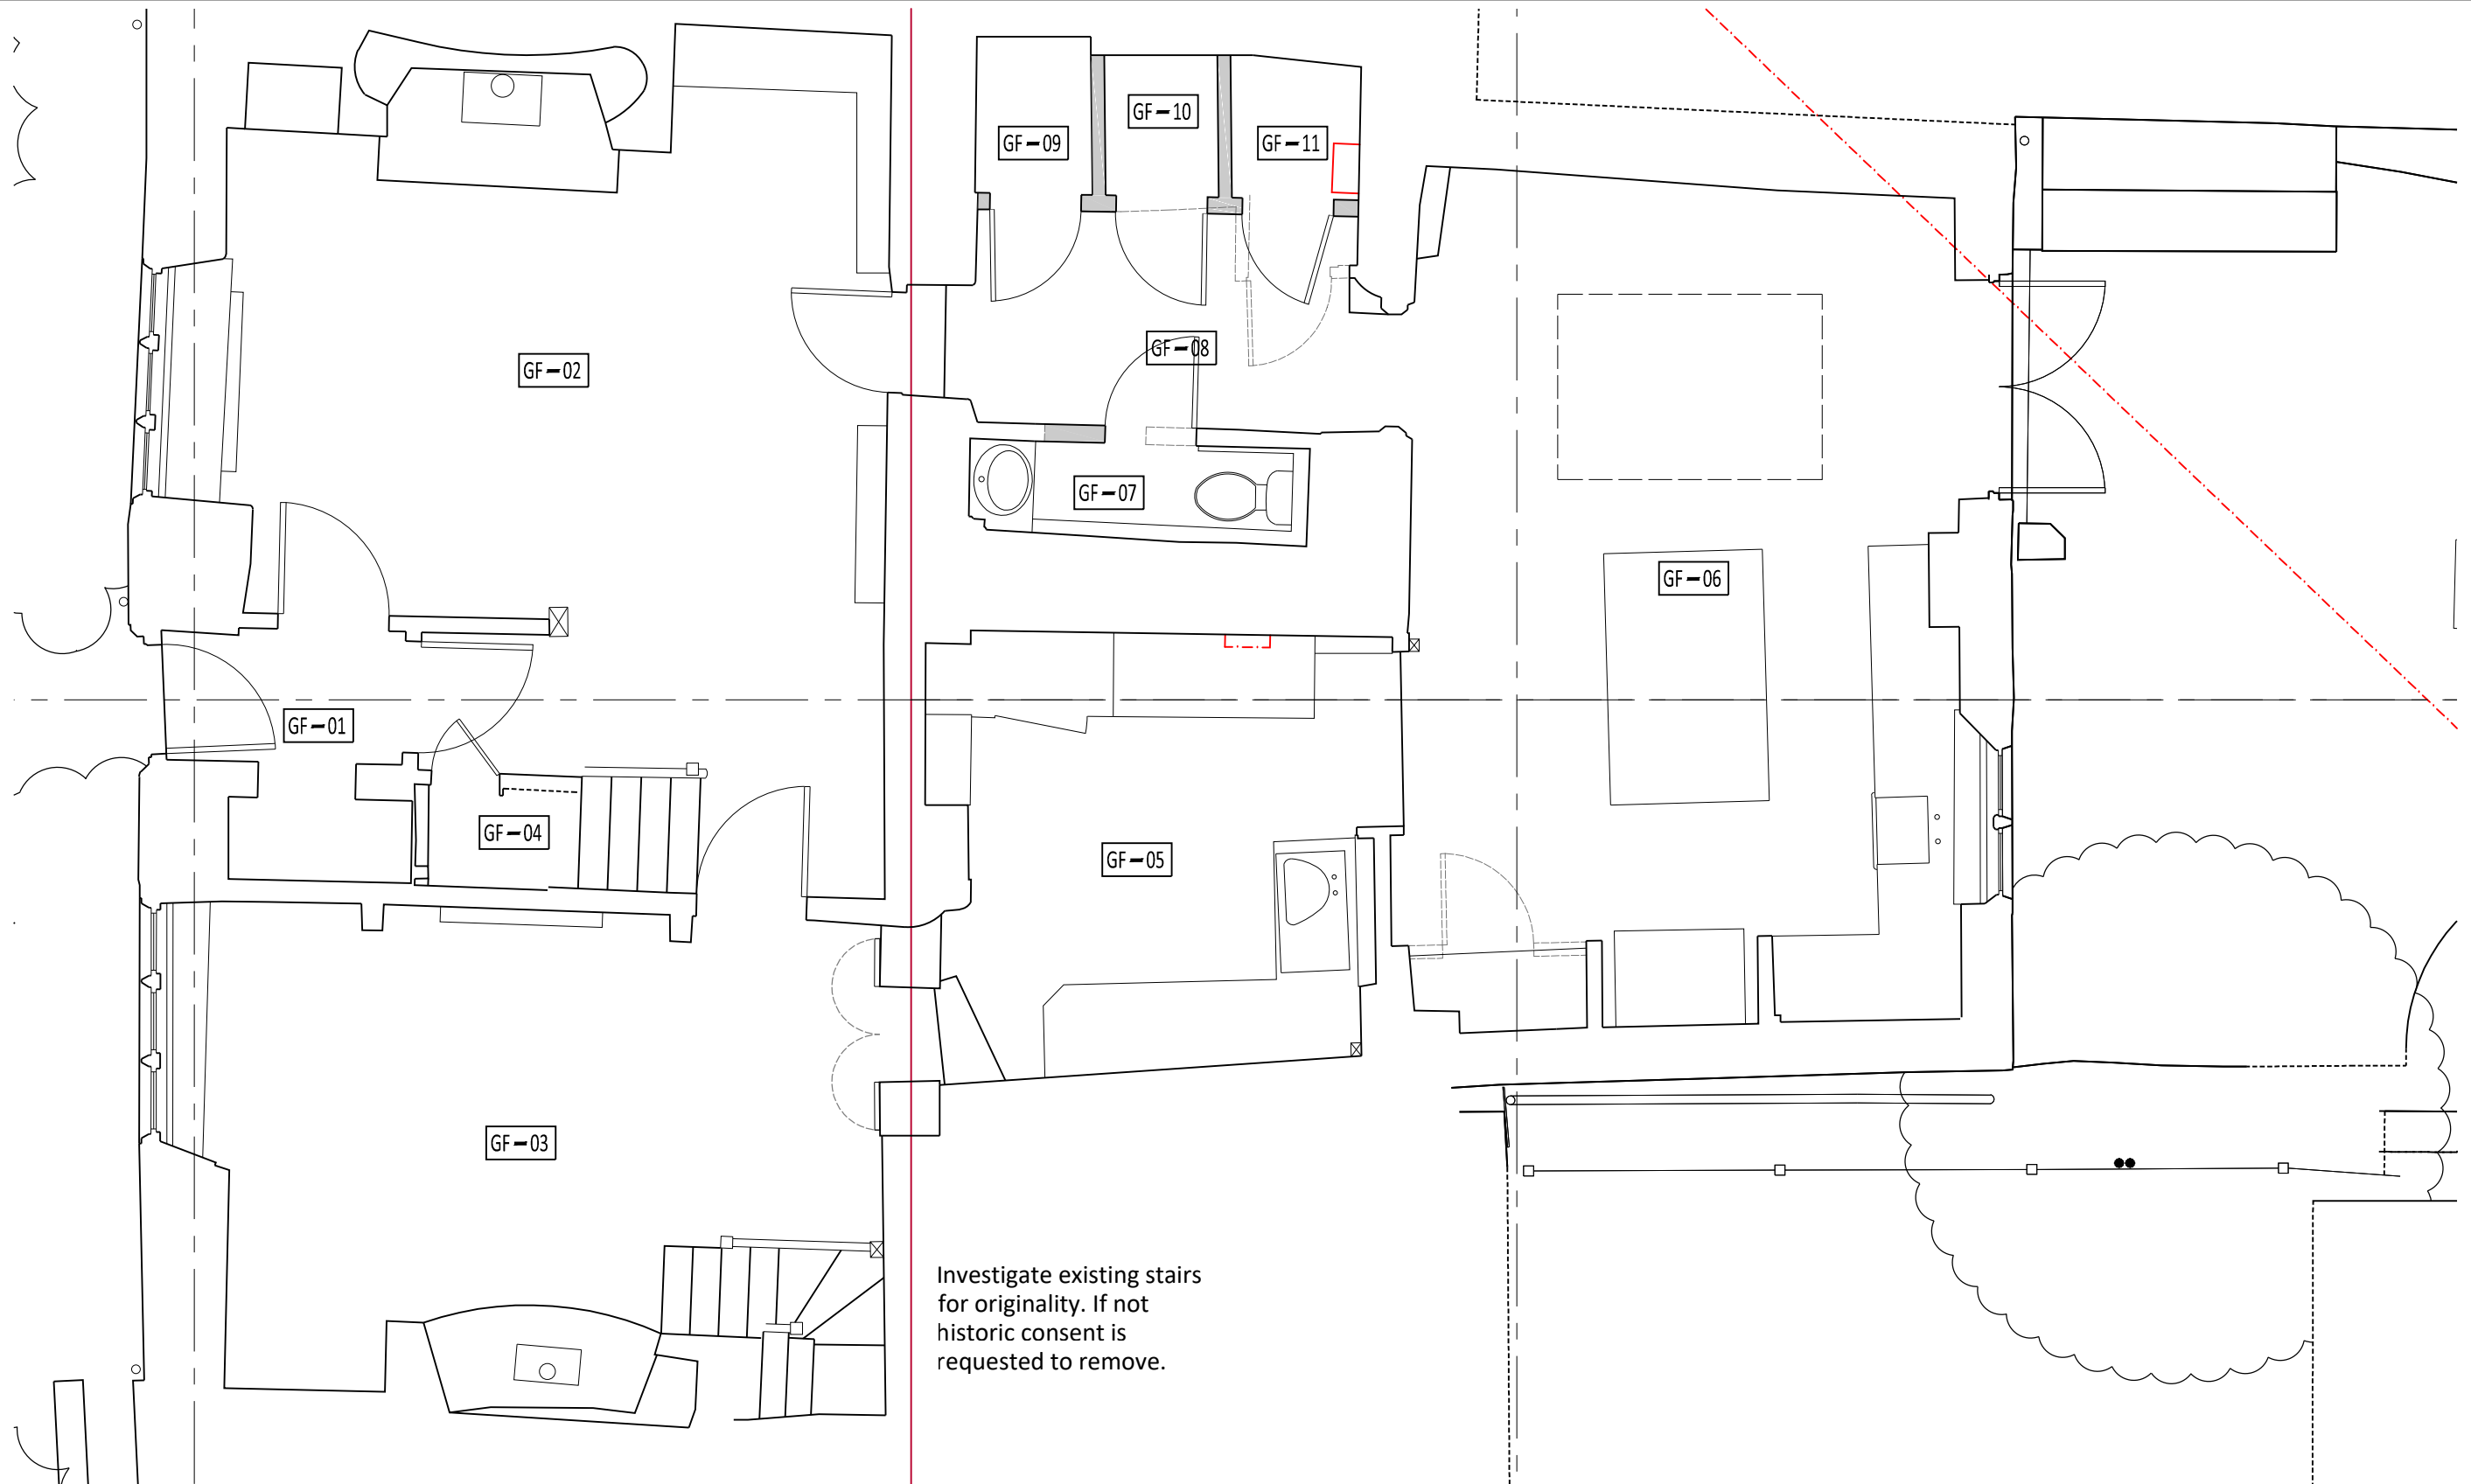 GF-10
GF-09
GF-11
GF-08
GF-02
GF-07
GF-06
GF-01
GF-04
GF-05
GF-03
Investigate existing stairs
for originality. If not
historic consent is
requested to remove.